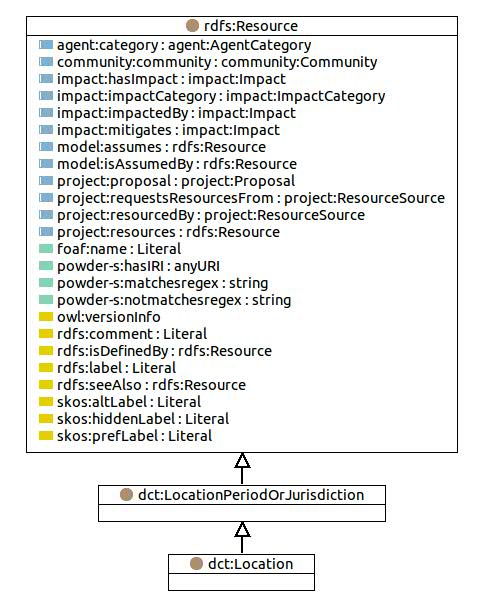 rdfs:Resource
agent:category : agent:AgentCategory
community:community : community:Community
impact:hasImpact : impact:Impact
impact:impactCategory : impact:ImpactCategory
impact:impactedBy : impact:Impact
impact:mitigates : impact:Impact
model:assumes : rdfs:Resource
model:isAssumedBy : rdfs:Resource
project:proposal : project:Proposal
project:requestsResourcesFrom : project:ResourceSource
project:resourcedBy : project:ResourceSource
project:resources : rdfs:Resource
foaf:name : Literal
powder-s:hasIRI : anyURI
powder-s:matchesregex : string
powder-s:notmatchesregex : string
owl:versionInfo
rdfs:comment : Literal
rdfs:isDefinedBy : rdfs:Resource
rdfs:label : Literal
rdfs:seeAlso : rdfs:Resource
skos:altLabel : Literal
skos:hiddenLabel : Literal
skos:prefLabel : Literal
dct:LocationPeriodOrJurisdiction
dct:Location